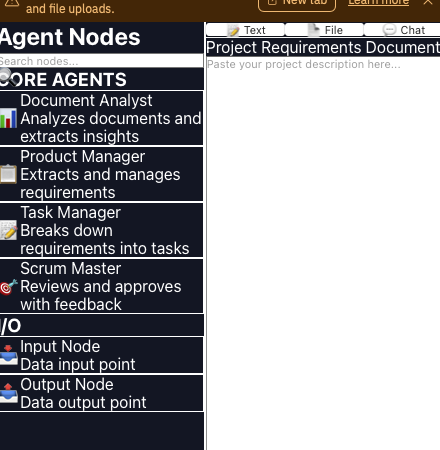 and file uploads.
New tab
Learn more
Agent Nodes
Search nodes...
CORE AGENTS
Document Analyst
Analyzes documents and
extracts insights
Product Manager
Extracts and manages
requirements
Task Manager
Breaks down
requirements into tasks
Scrum Master
Reviews and approves
with feedback
I/O
Input Node
Data input point
Output Node
Data output point
Text
File
Chat
Project Requirements Document
Paste your project description here...